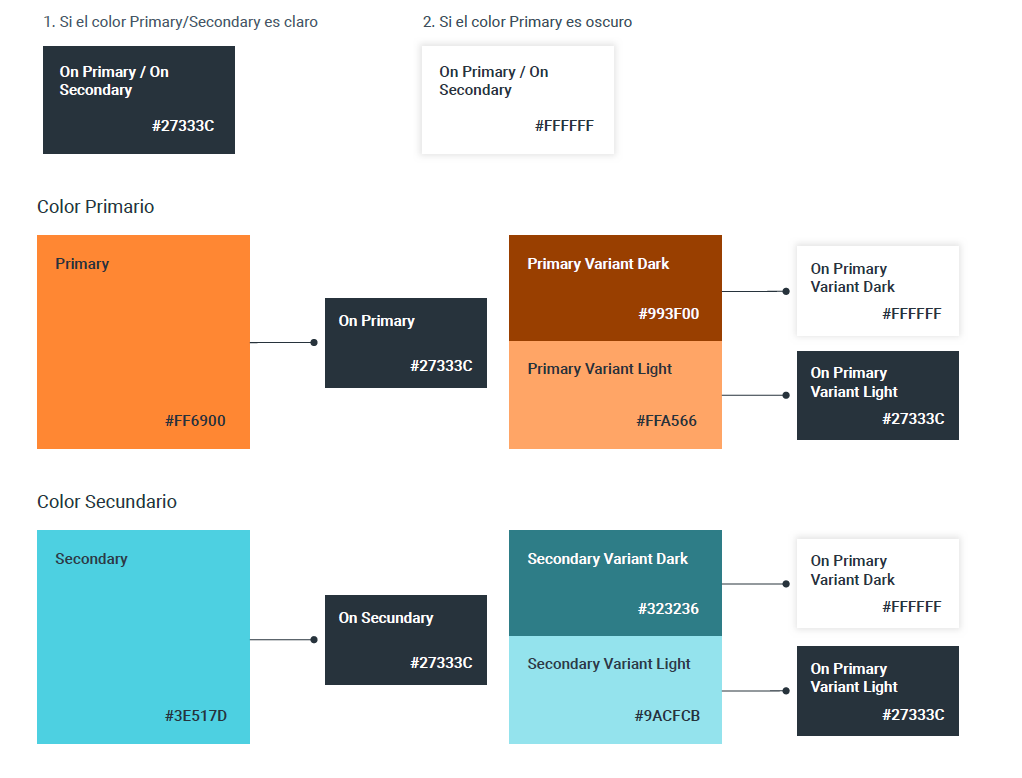 1. Si el color Primary/Secondary es claro
2. Si el color Primary es oscuro
On Primary / On
Secondary
#27333C
On Primary / On
Secondary
#FFFFFF
Color Primario
Primary
#FF6900
On Primary
#27333C
Primary Variant Dark
#993F00
Primary Variant Light
#FFA566
On Primary
Variant Dark
#FFFFFF
On Primary
Variant Light
#27333C
Color Secundario
Secondary
#3E517D
On Secundary
#27333C
Secondary Variant Dark
#323236
Secondary Variant Light
#9ACFCB
On Primary
Variant Dark
#FFFFFF
On Primary
Variant Light
#27333C